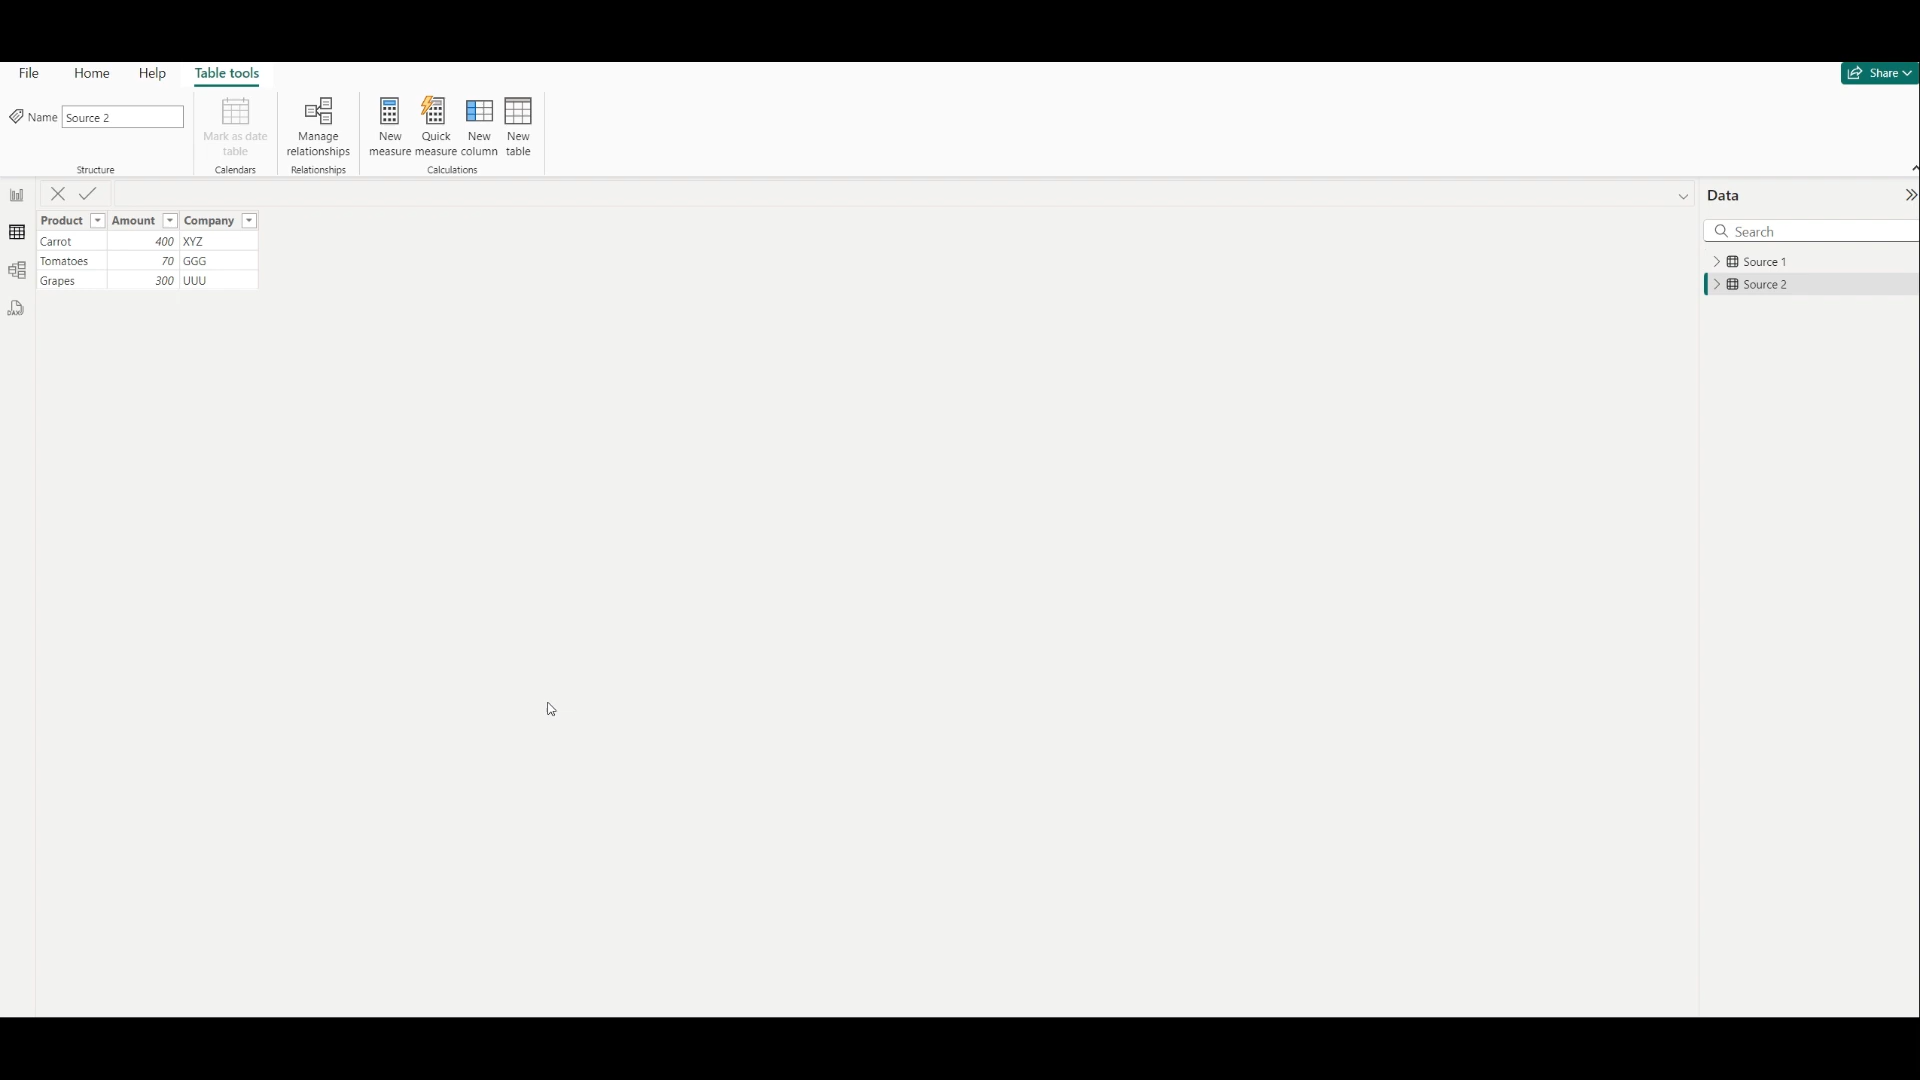 File Home Help Table tools Share
Name Source 2
Mark as date table
Manage relationships
New measure
Quick measure
New column
New table
Structure Calendars Relationships Calculations
Data
Search
Source 1
Source 2
Product Amount Company
Carrot 400 XYZ
Tomatoes 70 GGG
Grapes 300 UUU
DAX